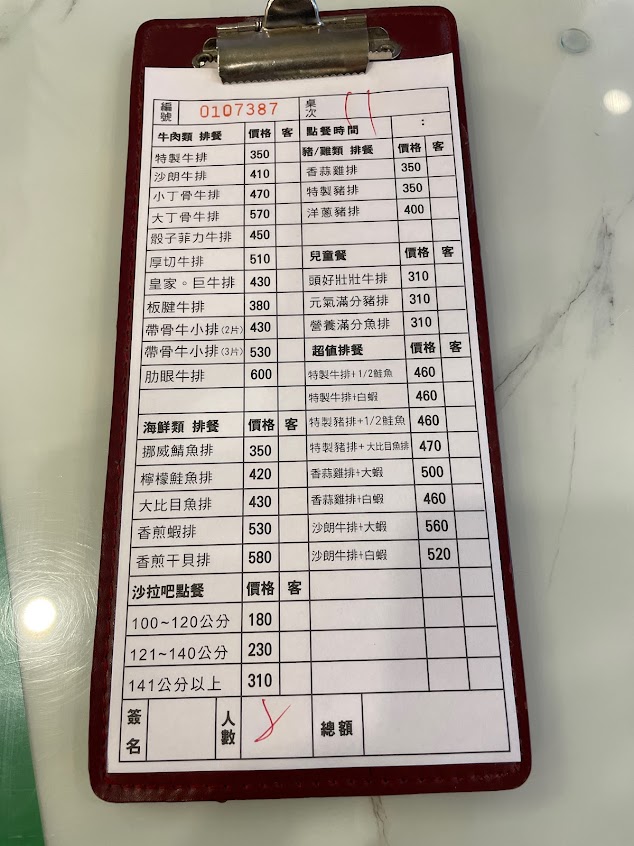 編號 0107387 桌次 11
牛肉類 排餐 價格 客
特製牛排 350
沙朗牛排 410
小丁骨牛排 470
大丁骨牛排 570
骰子菲力牛排 450
厚切牛排 510
皇家。巨牛排 430
板腱牛排 380
帶骨牛小排(2片) 430
帶骨牛小排(3片) 530
肋眼牛排 600
海鮮類 排餐 價格 客
挪威鯖魚排 350
檸檬鮭魚排 420
大比目魚排 430
香煎蝦排 530
香煎干貝排 580
沙拉吧點餐 價格 客
100~120公分 180
121~140公分 230
141公分以上 310
點餐時間 :
豬/雞類 排餐 價格 客
香蒜雞排 350
特製豬排 350
洋蔥豬排 400
兒童餐 價格 客
頭好壯壯牛排 310
元氣滿分豬排 310
營養滿分魚排 310
超值排餐 價格 客
特製牛排+1/2鮭魚 460
特製牛排+白蝦 460
特製豬排+1/2鮭魚 460
特製豬排+大比目魚排 470
香蒜雞排+大蝦 500
香蒜雞排+白蝦 460
沙朗牛排+大蝦 560
沙朗牛排+白蝦 520
簽名 人數 總額